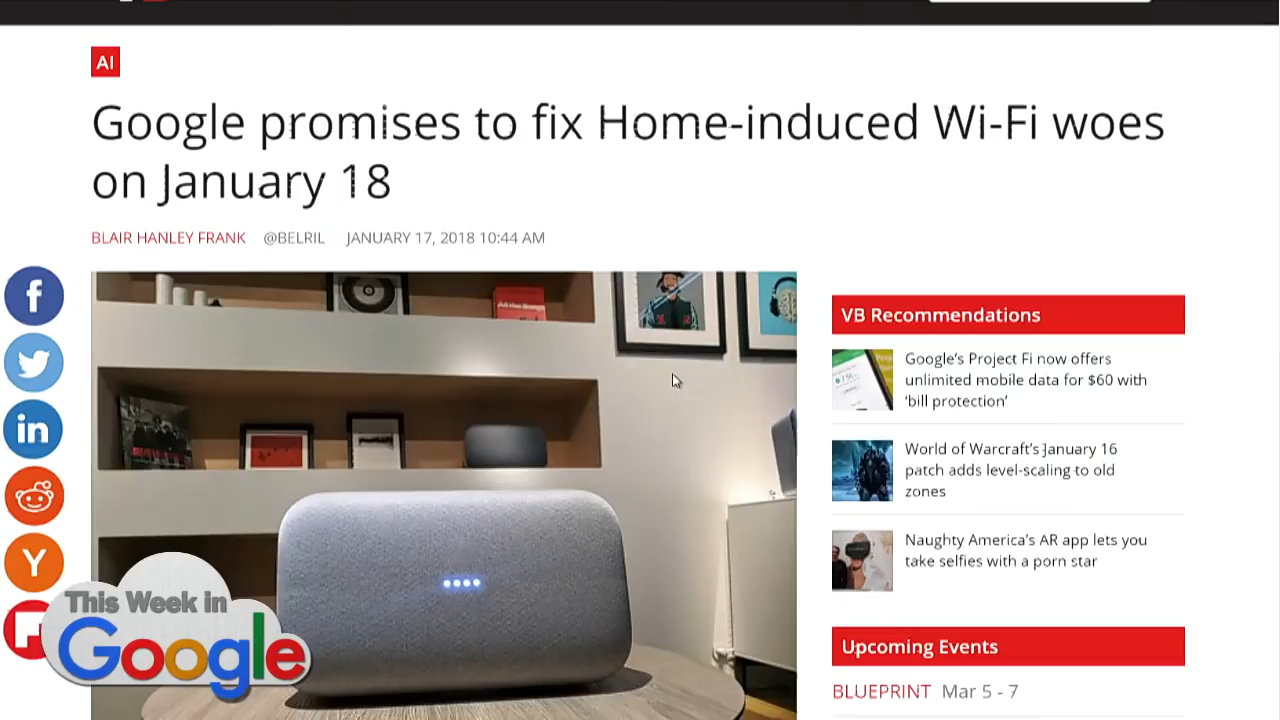 AI
Google promises to fix Home-induced Wi-Fi woes
on January 18
BLAIR HANLEY FRANK @BELRIL JANUARY 17, 2018 10:44 AM
VB Recommendations
Google's Project Fi now offers
unlimited mobile data for $60 with
‘bill protection’
World of Warcraft's January 16
patch adds level-scaling to old
zones
Naughty America's AR app lets you
take selfies with a porn star
Upcoming Events
BLUEPRINT Mar 5 - 7
This Week in
Google